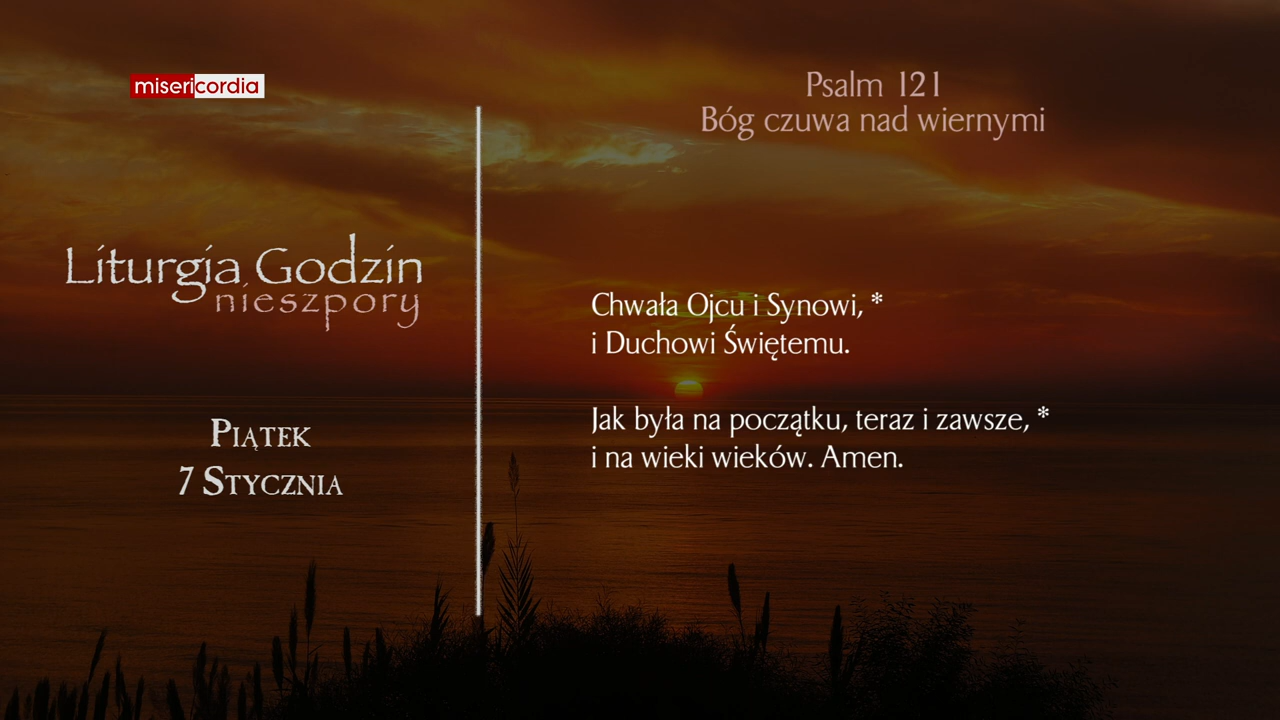 misericordia
Liturgia Godzin
nieszpory
Piątek
7 Stycznia
Psalm 121
Bóg czuwa nad wiernymi
Chwała Ojcu i Synowi, *
i Duchowi Świętemu.
Jak była na początku, teraz i zawsze, *
i na wieki wieków. Amen.